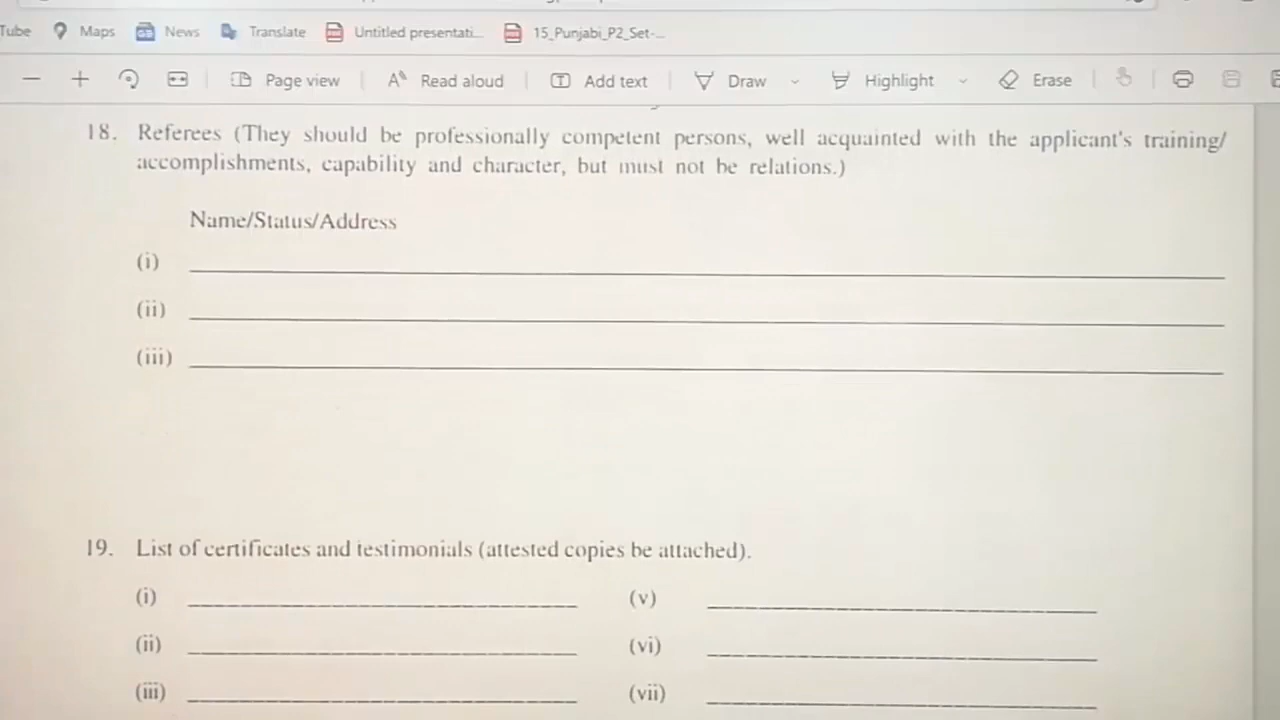 Tube Maps News Translate Untitled presentati... 15_Punjabi_P2_Set-...
Page view Read aloud Add text Draw Highlight Erase
18. Referees (They should be professionally competent persons, well acquainted with the applicant's training/
accomplishments, capability and character, but must not be relations.)
Name/Status/Address
(i)
(ii)
(iii)
19. List of certificates and testimonials (attested copies be attached).
(i) (v)
(ii) (vi)
(iii) (vii)